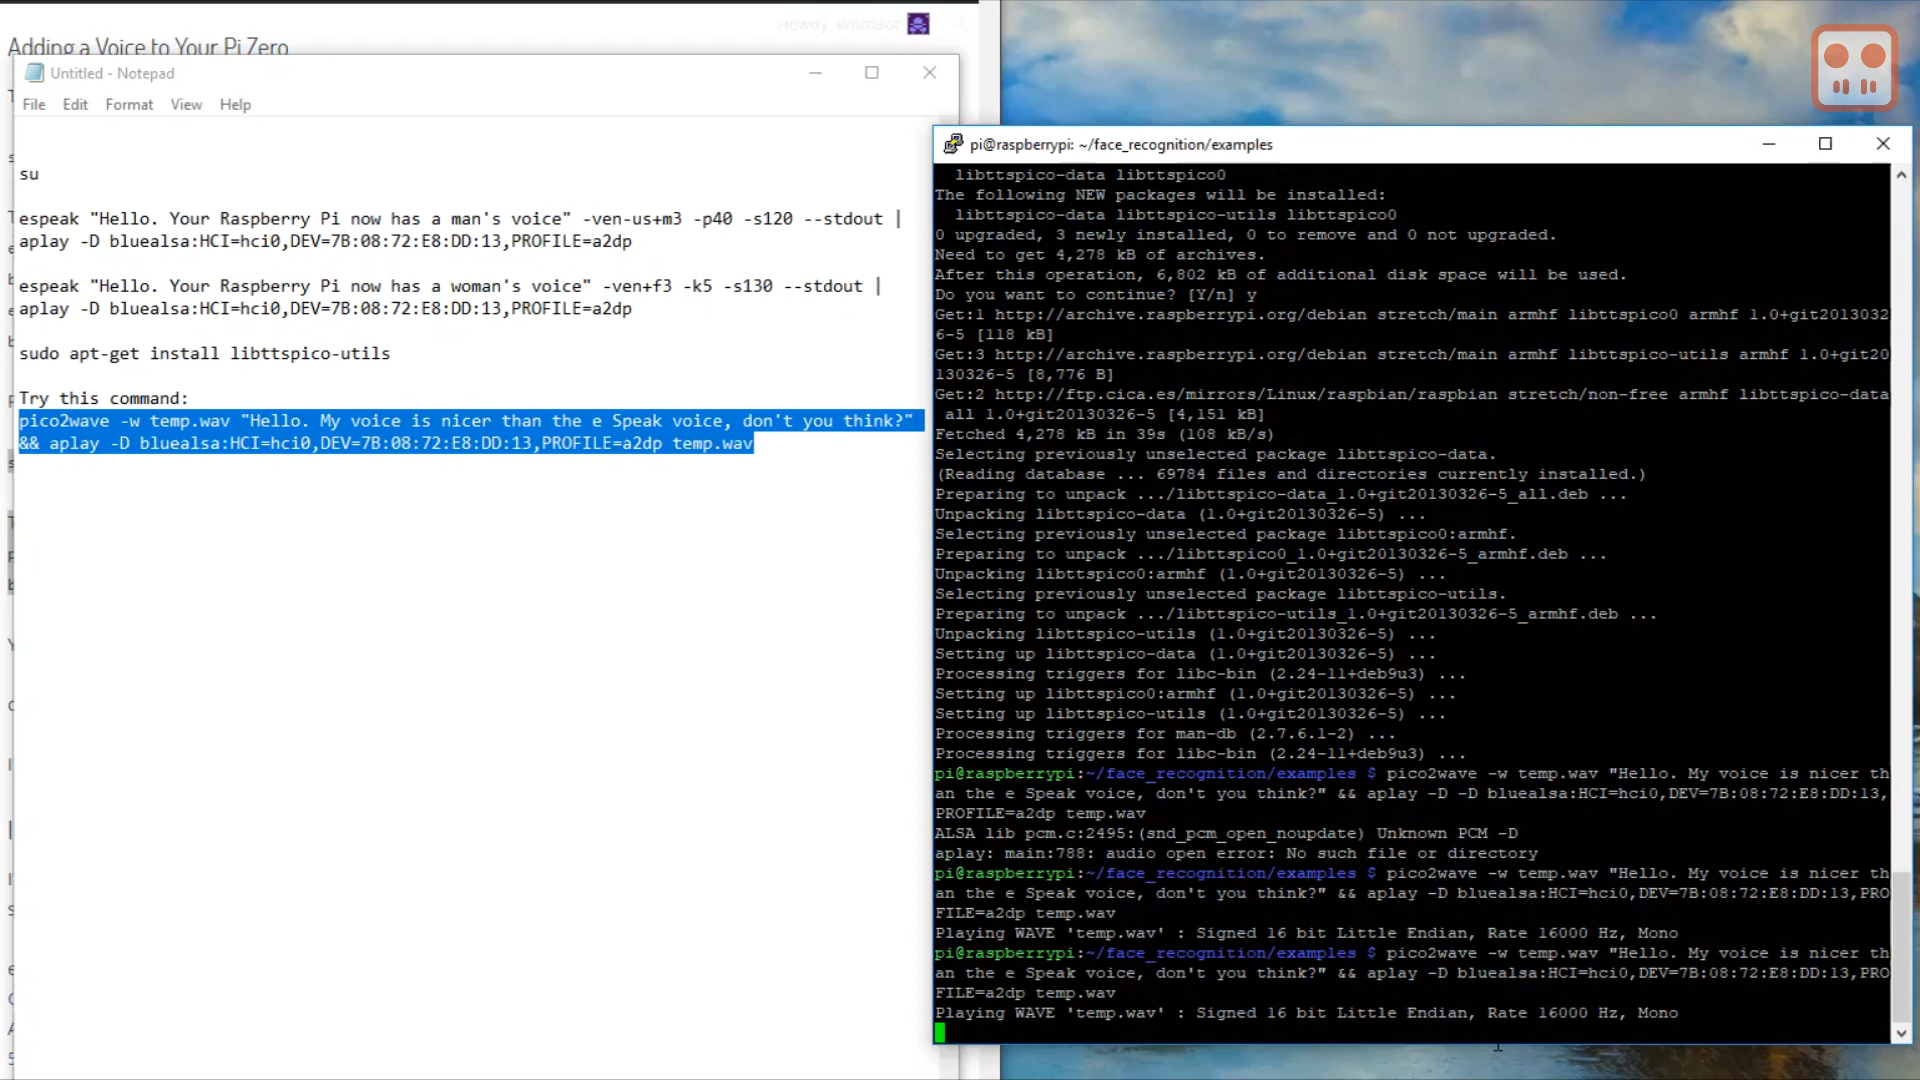 Howdy, WordBot
Adding a Voice to Your Pi Zero
Untitled - Notepad
File Edit Format View Help
su
espeak "Hello. Your Raspberry Pi now has a man's voice" -ven-us+m3 -p40 -s120 --stdout |
aplay -D bluealsa:HCI=hci0,DEV=7B:08:72:E8:DD:13,PROFILE=a2dp
espeak "Hello. Your Raspberry Pi now has a woman's voice" -ven+f3 -k5 -s130 --stdout |
aplay -D bluealsa:HCI=hci0,DEV=7B:08:72:E8:DD:13,PROFILE=a2dp
sudo apt-get install libttspico-utils
Try this command:
pico2wave -w temp.wav "Hello. My voice is nicer than the e Speak voice, don't you think?"
&& aplay -D bluealsa:HCI=hci0,DEV=7B:08:72:E8:DD:13,PROFILE=a2dp temp.wav
pi@raspberrypi: ~/face_recognition/examples
libttspico-data libttspico0
The following NEW packages will be installed:
libttspico-data libttspico-utils libttspico0
0 upgraded, 3 newly installed, 0 to remove and 0 not upgraded.
Need to get 4,278 kB of archives.
After this operation, 6,802 kB of additional disk space will be used.
Do you want to continue? [Y/n] y
Get:1 http://archive.raspberrypi.org/debian stretch/main armhf libttspico0 armhf 1.0+git2013032
6-5 [118 kB]
Get:3 http://archive.raspberrypi.org/debian stretch/main armhf libttspico-utils armhf 1.0+git20
130326-5 [8,776 B]
Get:2 http://ftp.cica.es/mirrors/Linux/raspbian/raspbian stretch/non-free armhf libttspico-data
all 1.0+git20130326-5 [4,151 kB]
Fetched 4,278 kB in 39s (108 kB/s)
Selecting previously unselected package libttspico-data.
(Reading database ... 69784 files and directories currently installed.)
Preparing to unpack .../libttspico-data_1.0+git20130326-5_all.deb ...
Unpacking libttspico-data (1.0+git20130326-5) ...
Selecting previously unselected package libttspico0:armhf.
Preparing to unpack .../libttspico0_1.0+git20130326-5_armhf.deb ...
Unpacking libttspico0:armhf (1.0+git20130326-5) ...
Selecting previously unselected package libttspico-utils.
Preparing to unpack .../libttspico-utils_1.0+git20130326-5_armhf.deb ...
Unpacking libttspico-utils (1.0+git20130326-5) ...
Setting up libttspico-data (1.0+git20130326-5) ...
Processing triggers for libc-bin (2.24-11+deb9u3) ...
Setting up libttspico0:armhf (1.0+git20130326-5) ...
Setting up libttspico-utils (1.0+git20130326-5) ...
Processing triggers for man-db (2.7.6.1-2) ...
Processing triggers for libc-bin (2.24-11+deb9u3) ...
pi@raspberrypi:~/face_recognition/examples $ pico2wave -w temp.wav "Hello. My voice is nicer th
an the e Speak voice, don't you think?" && aplay -D -D bluealsa:HCI=hci0,DEV=7B:08:72:E8:DD:13,
PROFILE=a2dp temp.wav
ALSA lib pcm.c:2495:(snd_pcm_open_noupdate) Unknown PCM -D
aplay: main:788: audio open error: No such file or directory
pi@raspberrypi:~/face_recognition/examples $ pico2wave -w temp.wav "Hello. My voice is nicer th
an the e Speak voice, don't you think?" && aplay -D bluealsa:HCI=hci0,DEV=7B:08:72:E8:DD:13,PRO
FILE=a2dp temp.wav
Playing WAVE 'temp.wav' : Signed 16 bit Little Endian, Rate 16000 Hz, Mono
pi@raspberrypi:~/face_recognition/examples $ pico2wave -w temp.wav "Hello. My voice is nicer th
an the e Speak voice, don't you think?" && aplay -D bluealsa:HCI=hci0,DEV=7B:08:72:E8:DD:13,PRO
FILE=a2dp temp.wav
Playing WAVE 'temp.wav' : Signed 16 bit Little Endian, Rate 16000 Hz, Mono